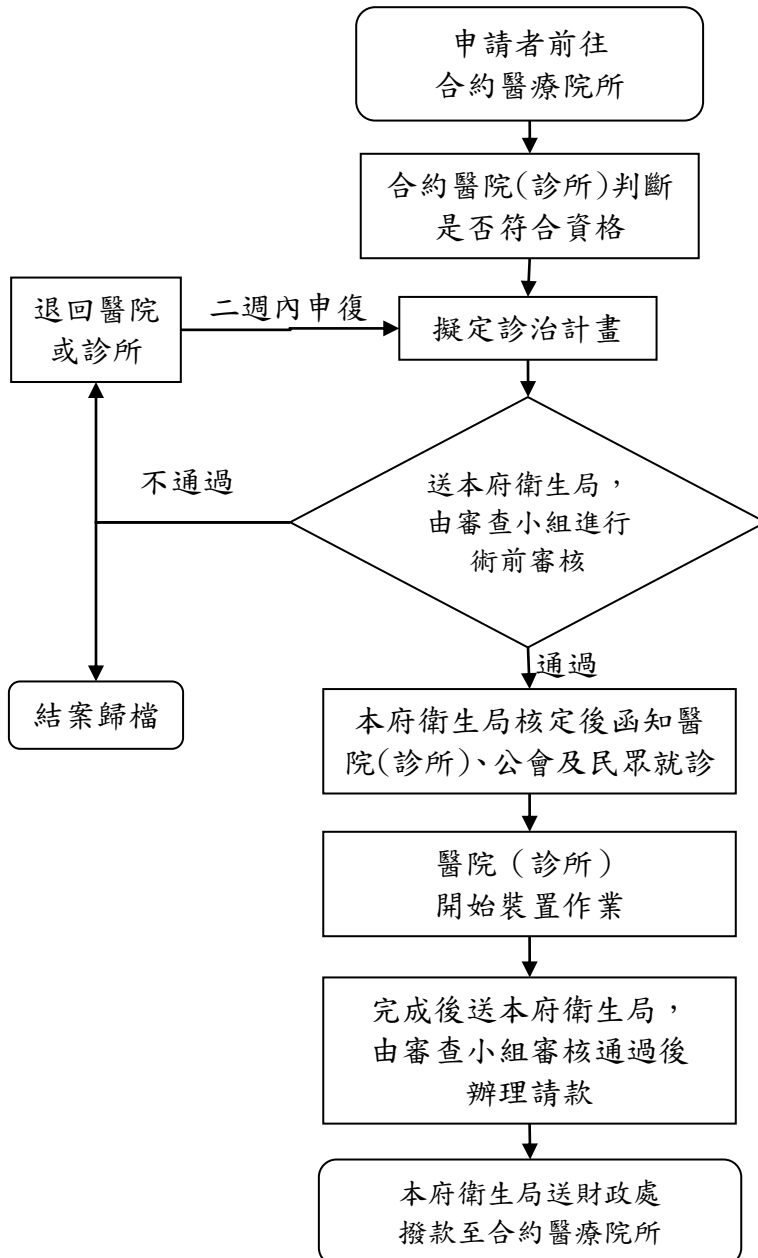 申請者前往
合約醫療院所
合約醫院(診所)判斷
是否符合資格
退回醫院
或診所
二週內申復
擬定診治計畫
不通過
送本府衛生局，
由審查小組進行
術前審核
通過
結案歸檔
本府衛生局核定後函知醫
院(診所)、公會及民眾就診
醫院（診所）
開始裝置作業
完成後送本府衛生局，
由審查小組審核通過後
辦理請款
本府衛生局送財政處
撥款至合約醫療院所